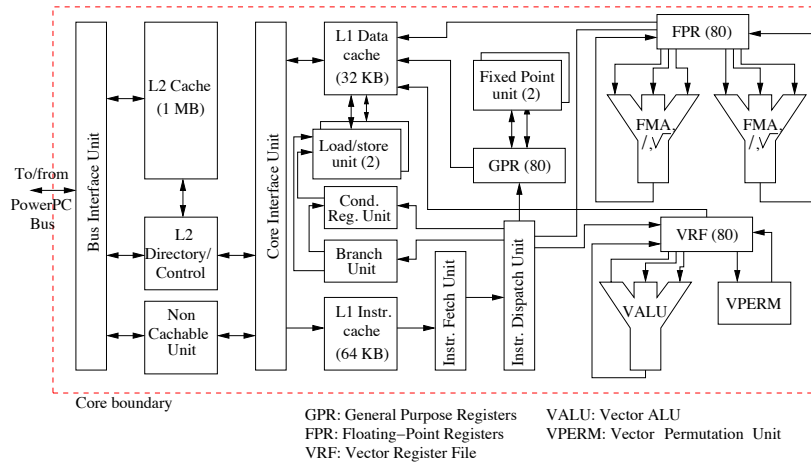 To/from
PowerPC
Bus
Bus Interface Unit
L2 Cache
(1 MB)
L2
Directory/
Control
Non
Cachable
Unit
Core Interface Unit
L1 Data
cache
(32 KB)
Load/store
unit (2)
Cond.
Reg. Unit
Branch
Unit
L1 Instr.
cache
(64 KB)
Instr. Fetch Unit
Instr. Dispatch Unit
Fixed Point
unit (2)
GPR (80)
FPR (80)
FMA,
/,√
FMA,
/,√
VRF (80)
VALU
VPERM
Core boundary
GPR: General Purpose Registers
FPR: Floating–Point Registers
VRF: Vector Register File
VALU: Vector ALU
VPERM: Vector Permutation Unit